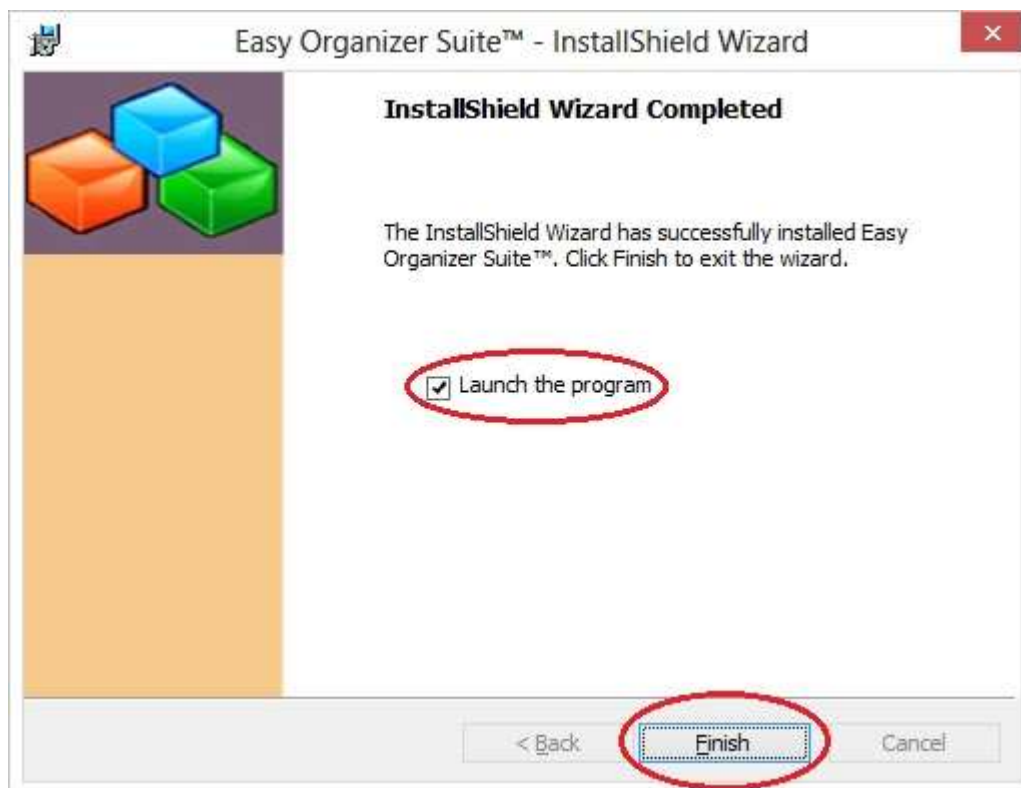 Easy Organizer Suite™ - InstallShield Wizard
InstallShield Wizard Completed
The InstallShield Wizard has successfully installed Easy
Organizer Suite™. Click Finish to exit the wizard.
Launch the program
< Back Finish Cancel